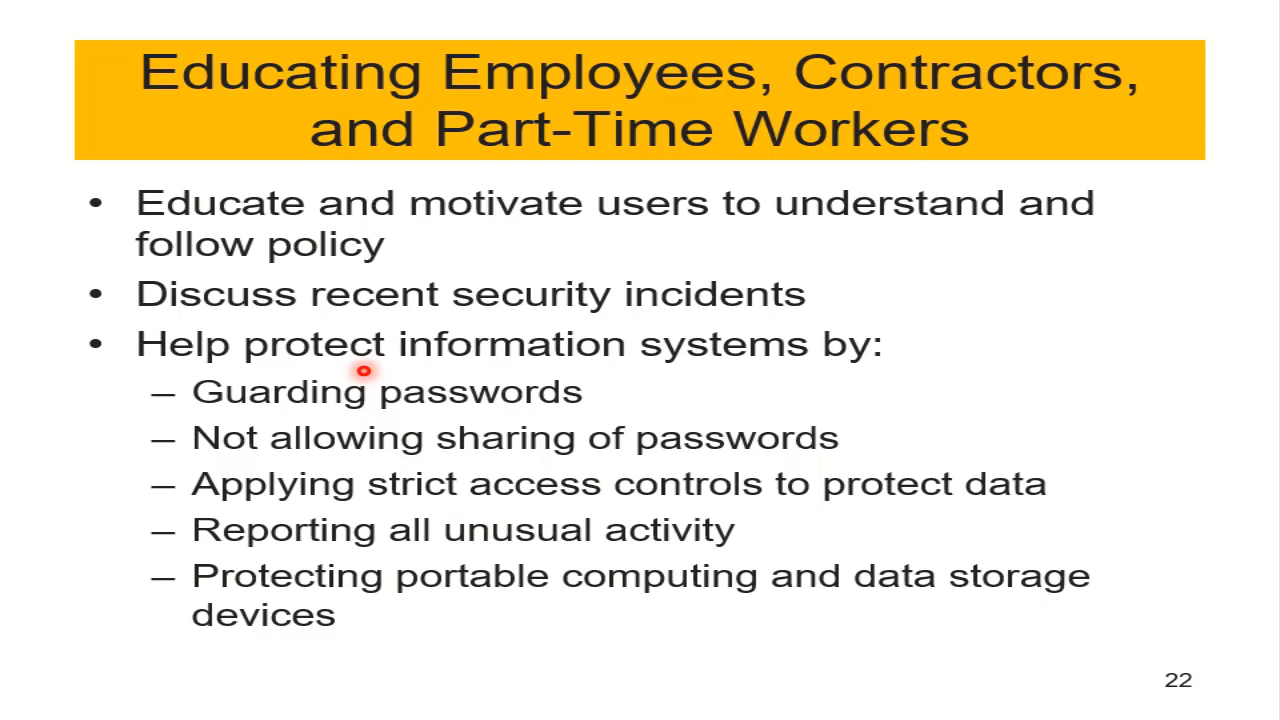 Educating Employees, Contractors,
and Part-Time Workers
• Educate and motivate users to understand and
follow policy
• Discuss recent security incidents
• Help protect information systems by:
– Guarding passwords
– Not allowing sharing of passwords
– Applying strict access controls to protect data
– Reporting all unusual activity
– Protecting portable computing and data storage
devices
22